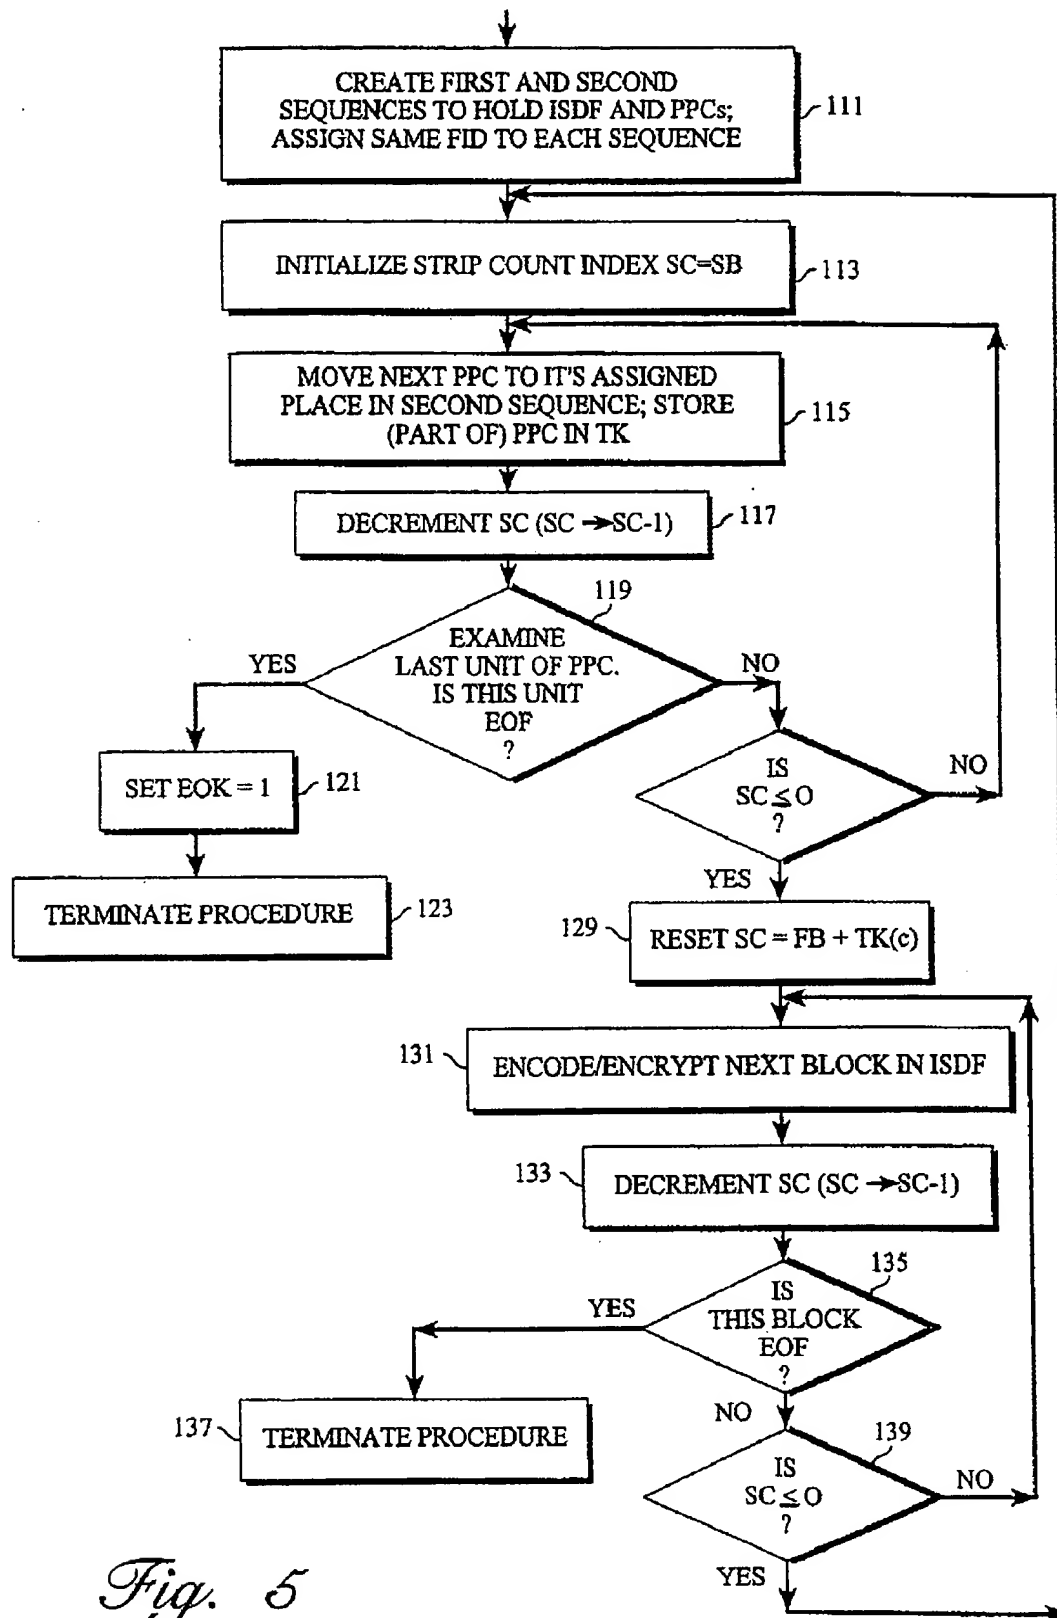 CREATE FIRST AND SECOND
SEQUENCES TO HOLD ISDF AND PPCs;
ASSIGN SAME FID TO EACH SEQUENCE
111
INITIALIZE STRIP COUNT INDEX SC=SB
113
MOVE NEXT PPC TO IT'S ASSIGNED
PLACE IN SECOND SEQUENCE; STORE
(PART OF) PPC IN TK
115
DECREMENT SC (SC →SC-1)
117
119
EXAMINE
LAST UNIT OF PPC.
IS THIS UNIT
EOF
?
YES
NO
SET EOK = 1
121
IS
SC ≤ O
?
NO
YES
TERMINATE PROCEDURE
123
129
RESET SC = FB + TK(c)
131
ENCODE/ENCRYPT NEXT BLOCK IN ISDF
133
DECREMENT SC (SC →SC-1)
135
IS
THIS BLOCK
EOF
?
YES
NO
137
TERMINATE PROCEDURE
139
IS
SC ≤ O
?
NO
YES
Fig. 5